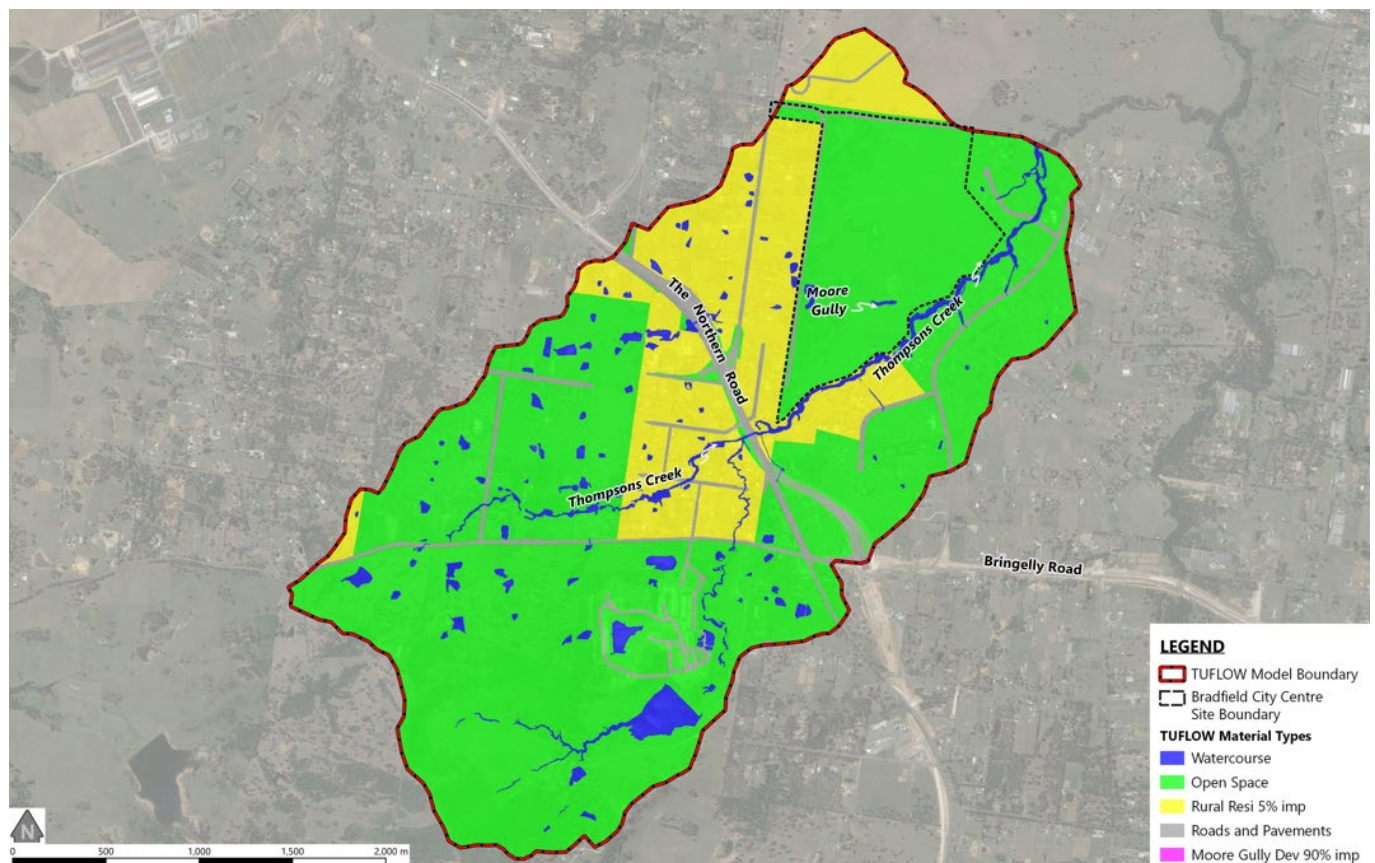 The Northern Road
Moore
Gully
Thompsons Creek
Thompsons Creek
Bringelly Road
LEGEND
TUFLOW Model Boundary
Bradfield City Centre
Site Boundary
TUFLOW Material Types
Watercourse
Open Space
Rural Resi 5% imp
Roads and Pavements
Moore Gully Dev 90% imp
N
0 500 1,000 1,500 2,000 m